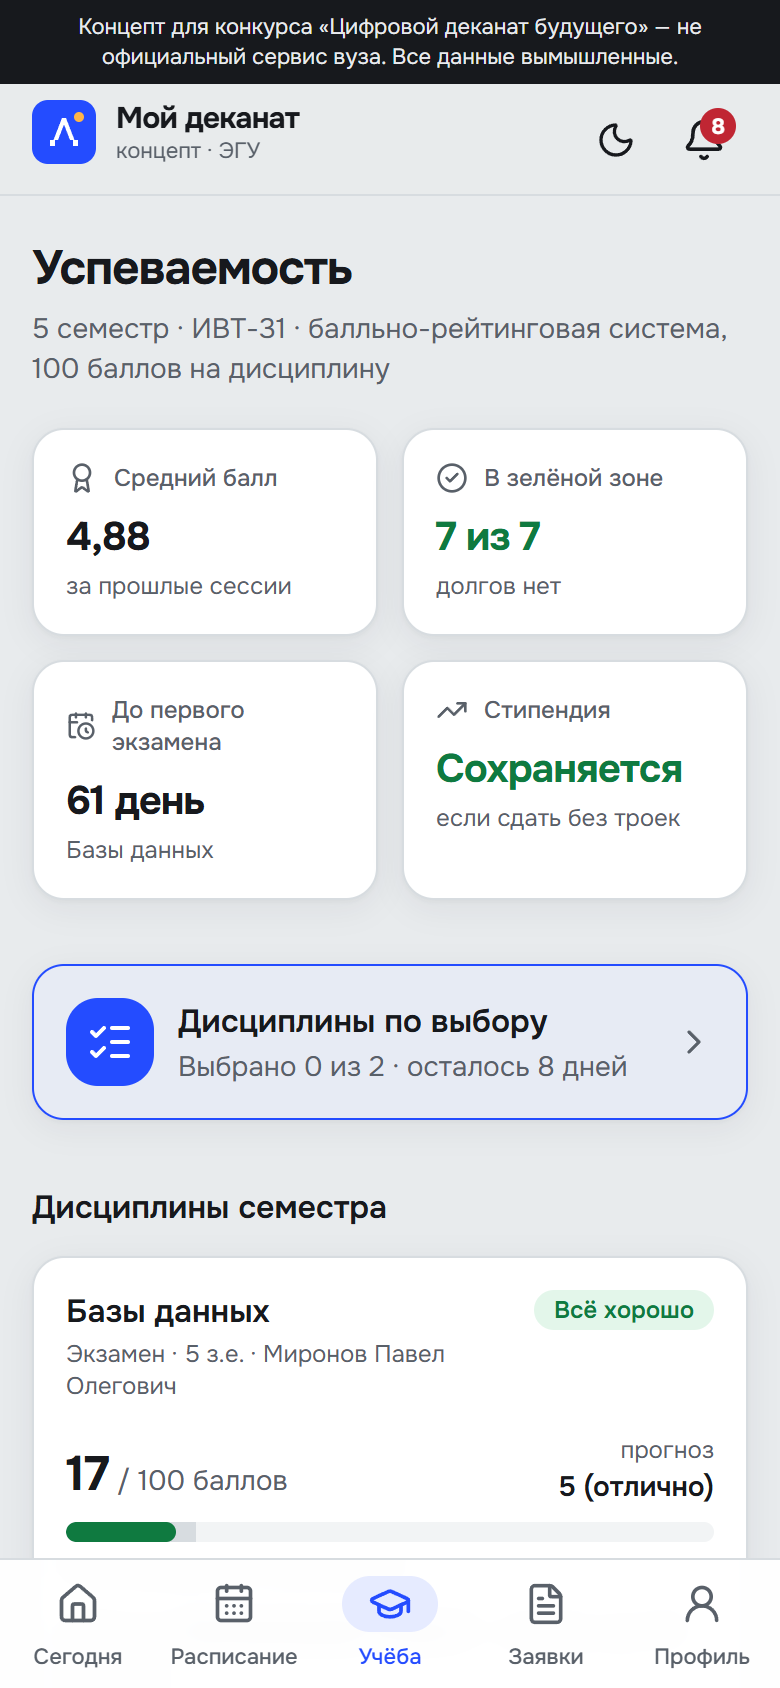 Концепт для конкурса «Цифровой деканат будущего» — не
официальный сервис вуза. Все данные вымышленные.
Мой деканат
концепт · ЭГУ
8
Успеваемость
5 семестр · ИВТ-31 · балльно-рейтинговая система,
100 баллов на дисциплину
Средний балл
4,88
за прошлые сессии
В зелёной зоне
7 из 7
долгов нет
До первого
экзамена
61 день
Базы данных
Стипендия
Сохраняется
если сдать без троек
Дисциплины по выбору
Выбрано 0 из 2 · осталось 8 дней
Дисциплины семестра
Базы данных
Всё хорошо
Экзамен · 5 з.е. · Миронов Павел
Олегович
17 / 100 баллов
прогноз
5 (отлично)
Сегодня
Расписание
Учёба
Заявки
Профиль